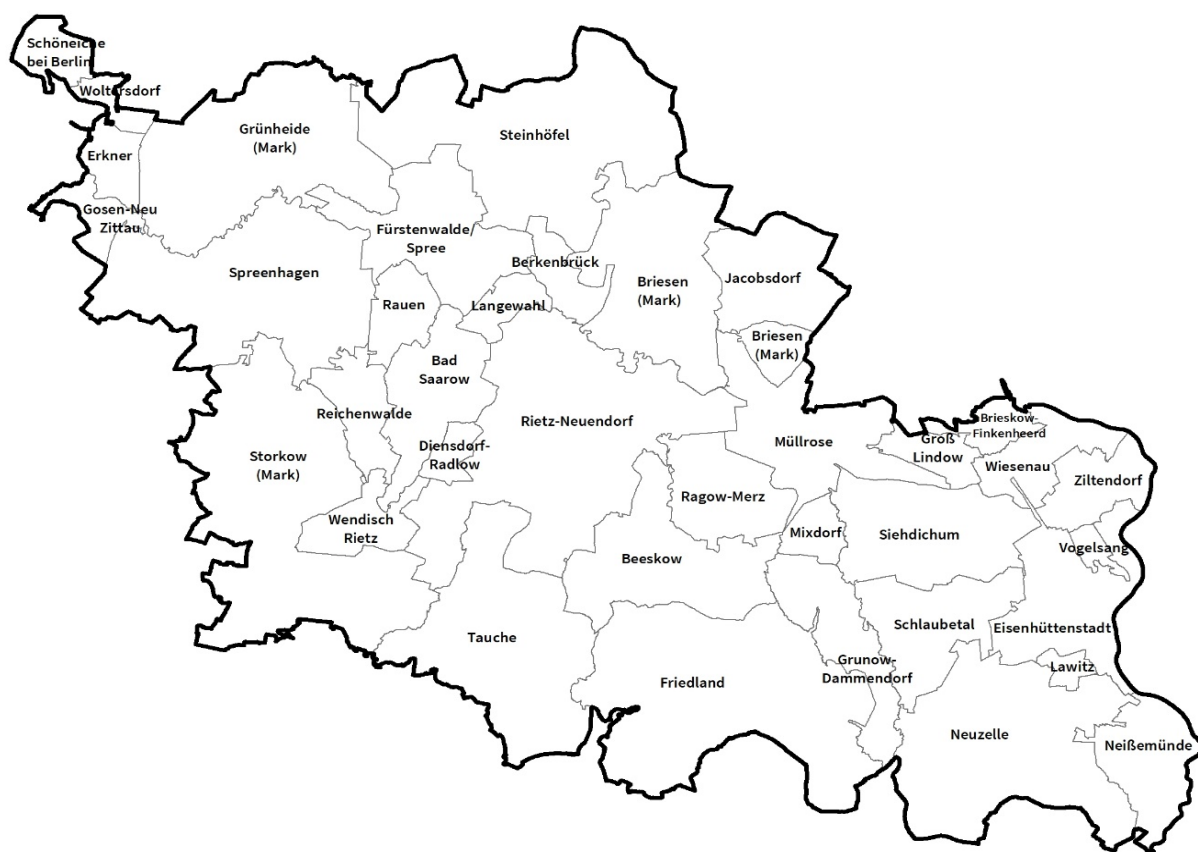 Schöneiche
bei Berlin
Woltersdorf
Grünheide
(Mark)
Steinhöfel
Erkner
Gosen-Neu
Zittau
Fürstenwalde/
Spree
Berkenbrück
Spreenhagen
Briesen
(Mark)
Jacobsdorf
Rauen
Langewahl
Briesen
(Mark)
Bad
Saarow
Reichenwalde
Rietz-Neuendorf
Brieskow-
Finkenheerd
Müllrose
Groß
Lindow
Diensdorf-
Radlow
Storkow
(Mark)
Wiesenau
Ziltendorf
Ragow-Merz
Wendisch
Rietz
Mixdorf
Siehdichum
Vogelsang
Beeskow
Schlaubetal
Eisenhüttenstadt
Tauche
Grunow-
Dammendorf
Lawitz
Friedland
Neuzelle
Neißemünde